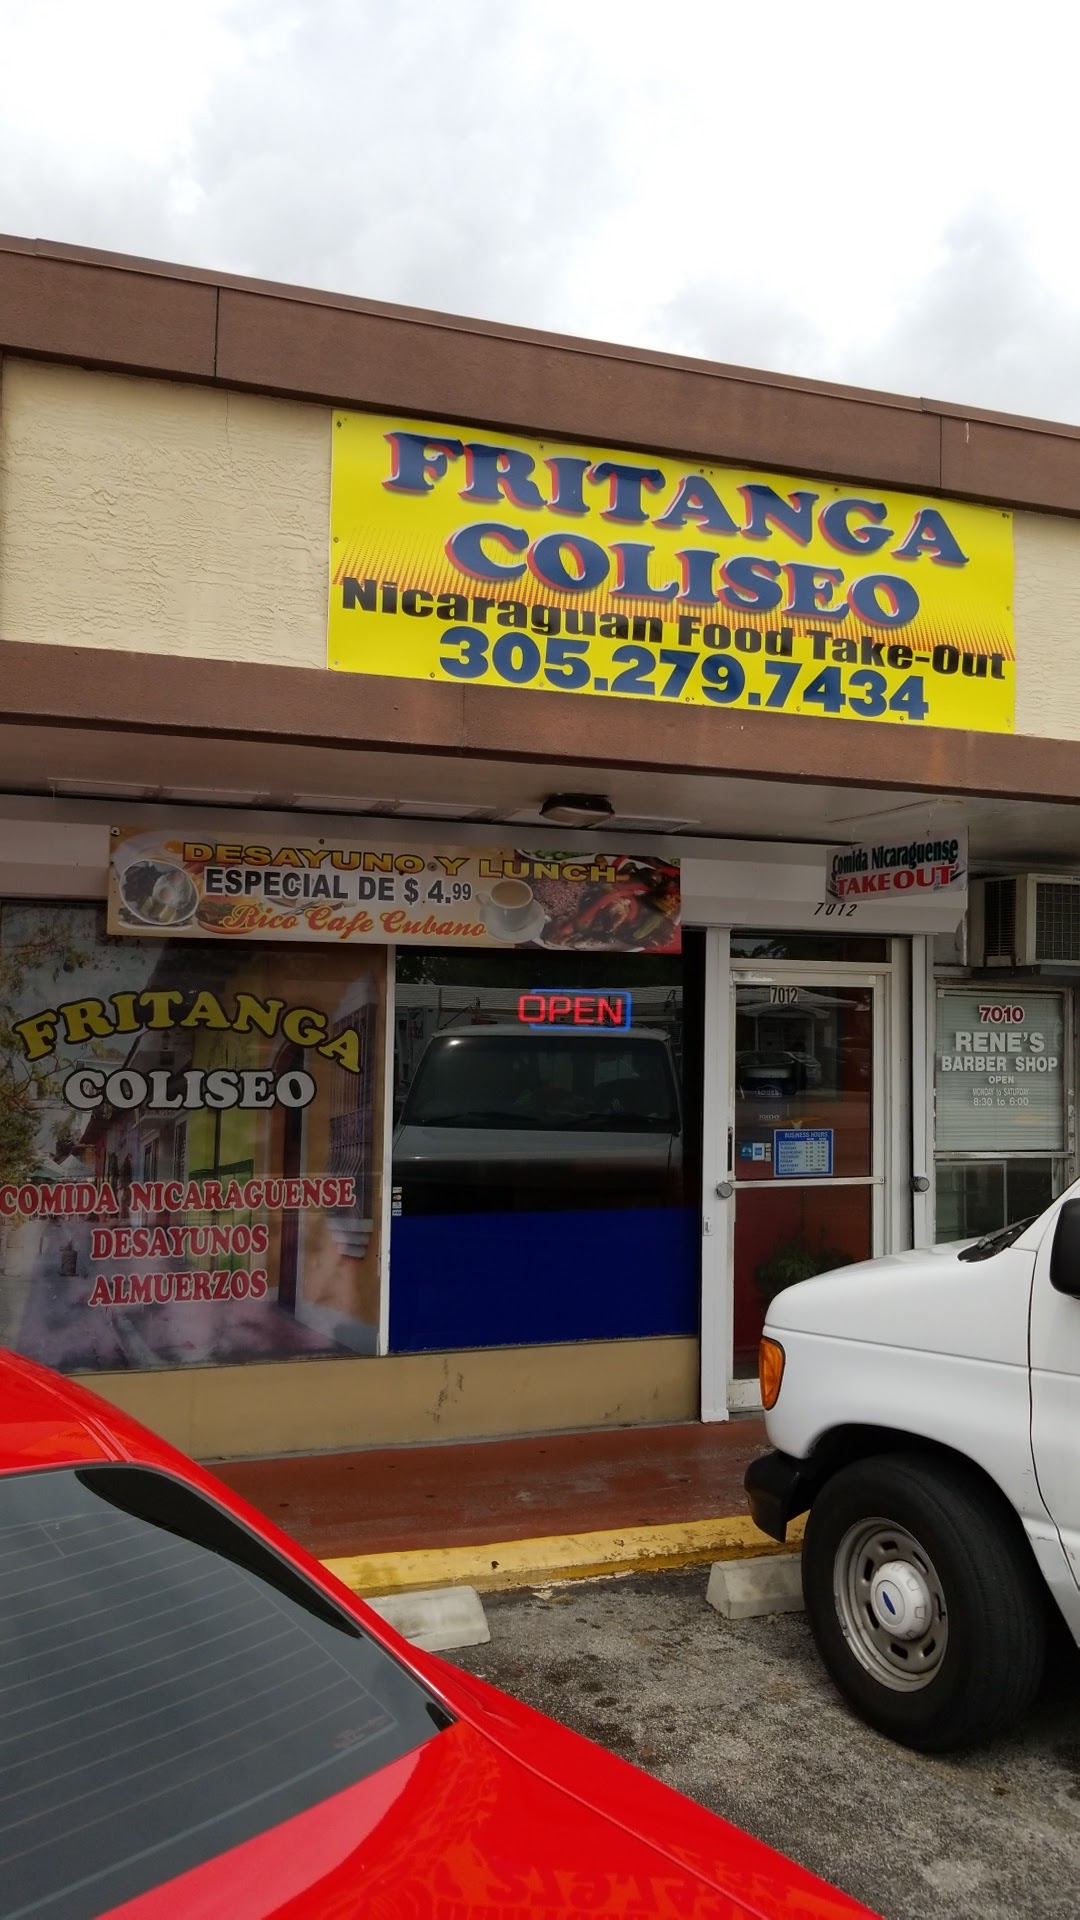 FRITANGA
COLISEO
Nicaraguan Food Take-Out
305.279.7434
DESAYUNO Y LUNCH
ESPECIAL DE $ 4.99
Rico Cafe Cubano
Comida Nicaraguense
TAKE OUT
7012
FRITANGA
COLISEO
COMIDA NICARAGUENSE
DESAYUNOS
ALMUERZOS
OPEN
7012
BUSINESS HOURS
7010
RENE'S
BARBER SHOP
OPEN
MONDAY to SATURDAY
8:30 to 6:00